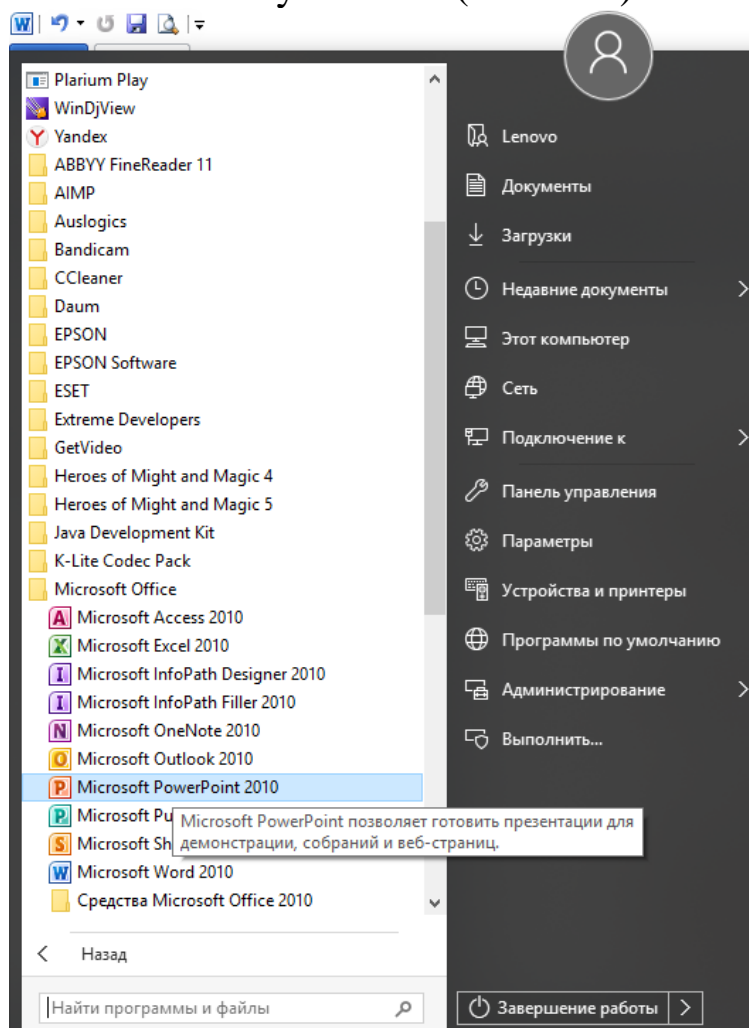 Plarium Play
WinDjView
Yandex
ABBYY FineReader 11
AIMP
Auslogics
Bandicam
CCleaner
Daum
EPSON
EPSON Software
ESET
Extreme Developers
GetVideo
Heroes of Might and Magic 4
Heroes of Might and Magic 5
Java Development Kit
K-Lite Codec Pack
Microsoft Office
Microsoft Access 2010
Microsoft Excel 2010
Microsoft InfoPath Designer 2010
Microsoft InfoPath Filler 2010
Microsoft OneNote 2010
Microsoft Outlook 2010
Microsoft PowerPoint 2010
Microsoft Pu
Microsoft Sh
Microsoft PowerPoint позволяет готовить презентации для
демонстрации, собраний и веб-страниц.
Microsoft Word 2010
Средства Microsoft Office 2010
Назад
Найти программы и файлы
Lenovo
Документы
Загрузки
Недавние документы
Этот компьютер
Сеть
Подключение к
Панель управления
Параметры
Устройства и принтеры
Программы по умолчанию
Администрирование
Выполнить...
Завершение работы